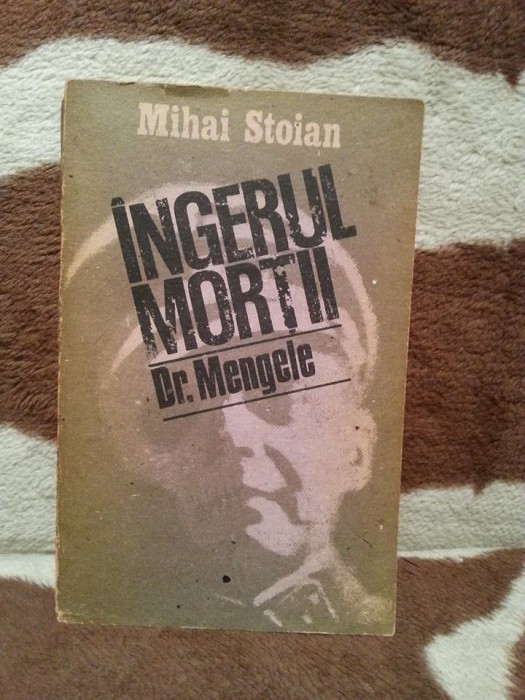 Mihai Stoian
ÎNGERUL
MORȚII
Dr. Mengele